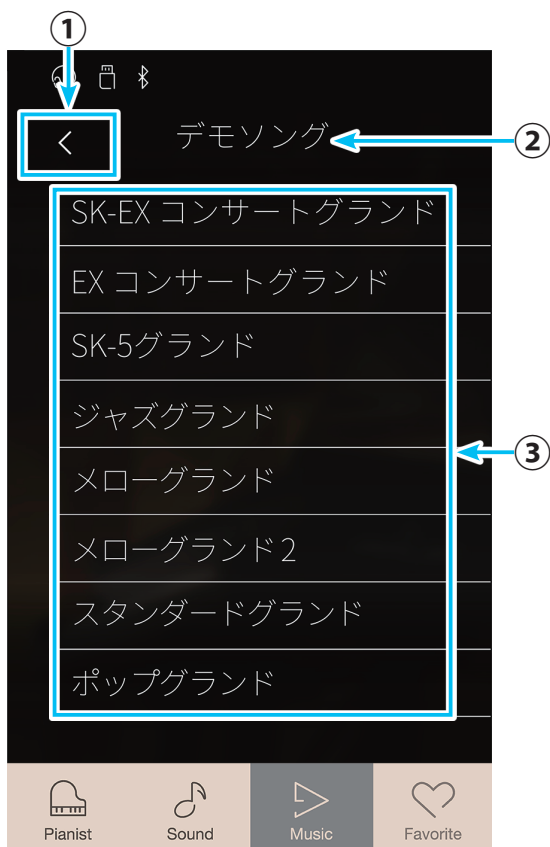 ①
デモソング
②
SK-EX コンサートグランド
EX コンサートグランド
SK-5グランド
ジャズグランド
③
メローグランド
メローグランド2
スタンダードグランド
ポップグランド
Pianist Sound Music Favorite